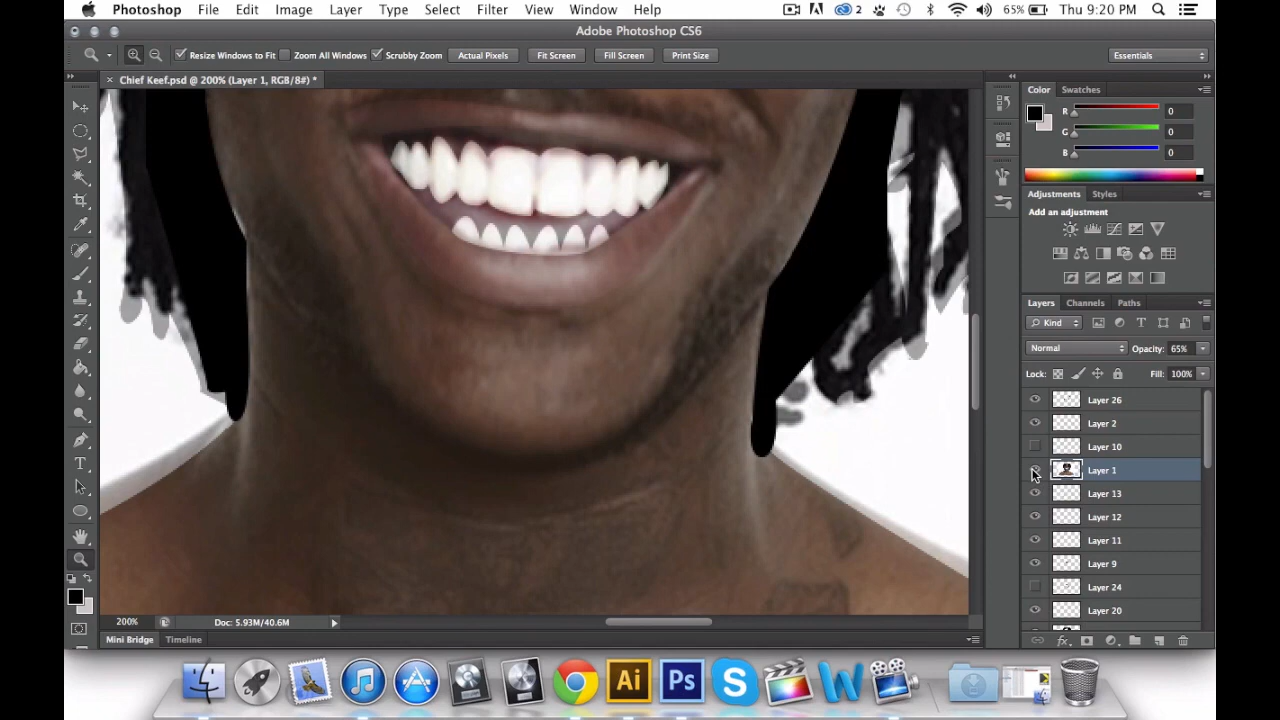 Photoshop File Edit Image Layer Type Select Filter View Window Help 2 65% Thu 9:20 PM
Adobe Photoshop CS6
Resize Windows to Fit Zoom All Windows Scrubby Zoom Actual Pixels Fit Screen Fill Screen Print Size Essentials
× Chief Keef.psd @ 200% (Layer 1, RGB/8#) *
Color Swatches
R 0
G 0
B 0
Adjustments Styles
Add an adjustment
Layers Channels Paths
Kind
Normal Opacity: 65%
Lock: Fill: 100%
Layer 26
Layer 2
Layer 10
Layer 1
Layer 13
Layer 12
Layer 11
Layer 9
Layer 24
Layer 20
200% Doc: 5.93M/40.6M
Mini Bridge Timeline
Ai Ps S W